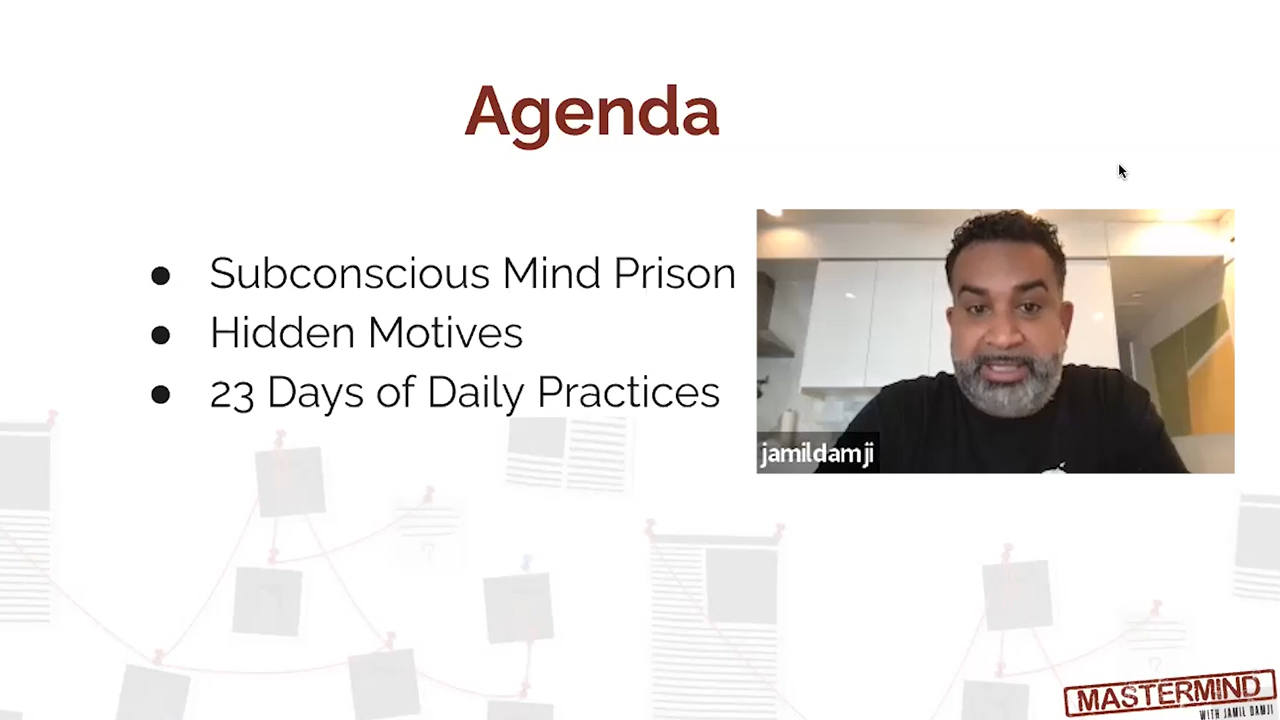 Agenda
● Subconscious Mind Prison
● Hidden Motives
● 23 Days of Daily Practices
jamildamji
?
?
MASTERMIND
WITH JAMIL DAMJI